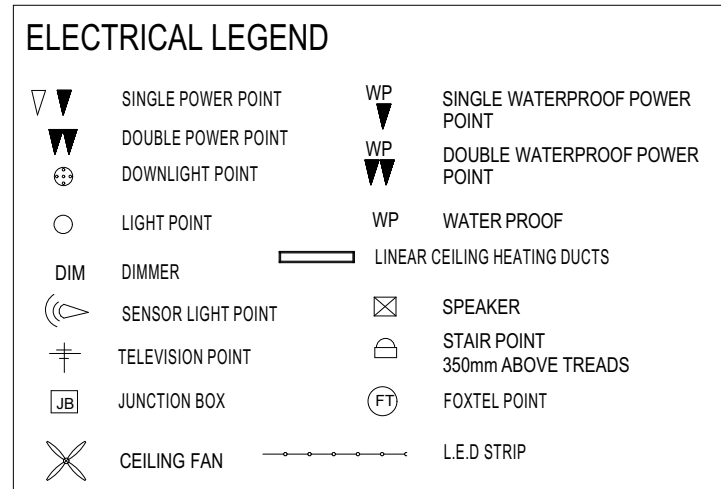 ELECTRICAL LEGEND
SINGLE POWER POINT
WP
SINGLE WATERPROOF POWER
POINT
DOUBLE POWER POINT
WP
DOUBLE WATERPROOF POWER
POINT
DOWNLIGHT POINT
LIGHT POINT
WP
WATER PROOF
LINEAR CEILING HEATING DUCTS
DIM
DIMMER
SENSOR LIGHT POINT
SPEAKER
TELEVISION POINT
STAIR POINT
350mm ABOVE TREADS
JB
JUNCTION BOX
FT
FOXTEL POINT
CEILING FAN
L.E.D STRIP